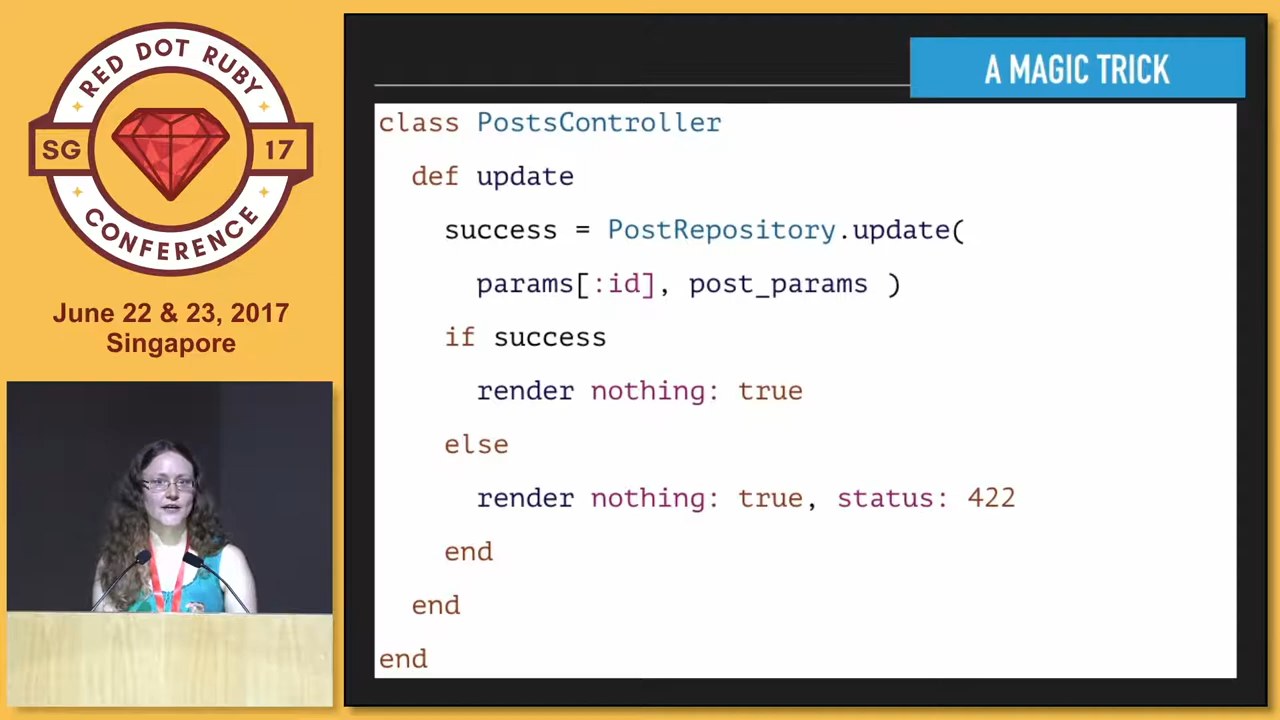 RED DOT RUBY
SG 17
CONFERENCE
June 22 & 23, 2017
Singapore
A MAGIC TRICK
class PostsController
def update
success = PostRepository.update(
params[:id], post_params )
if success
render nothing: true
else
render nothing: true, status: 422
end
end
end